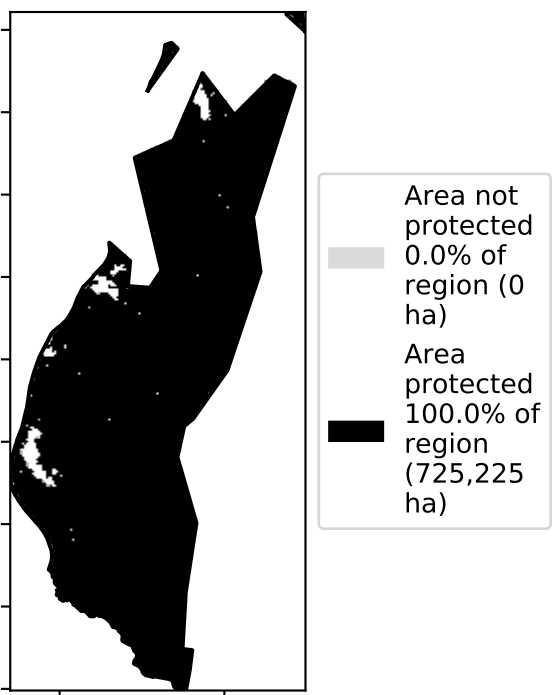 Area not
protected
0.0% of
region (0
ha)
Area
protected
100.0% of
region
(725,225
ha)